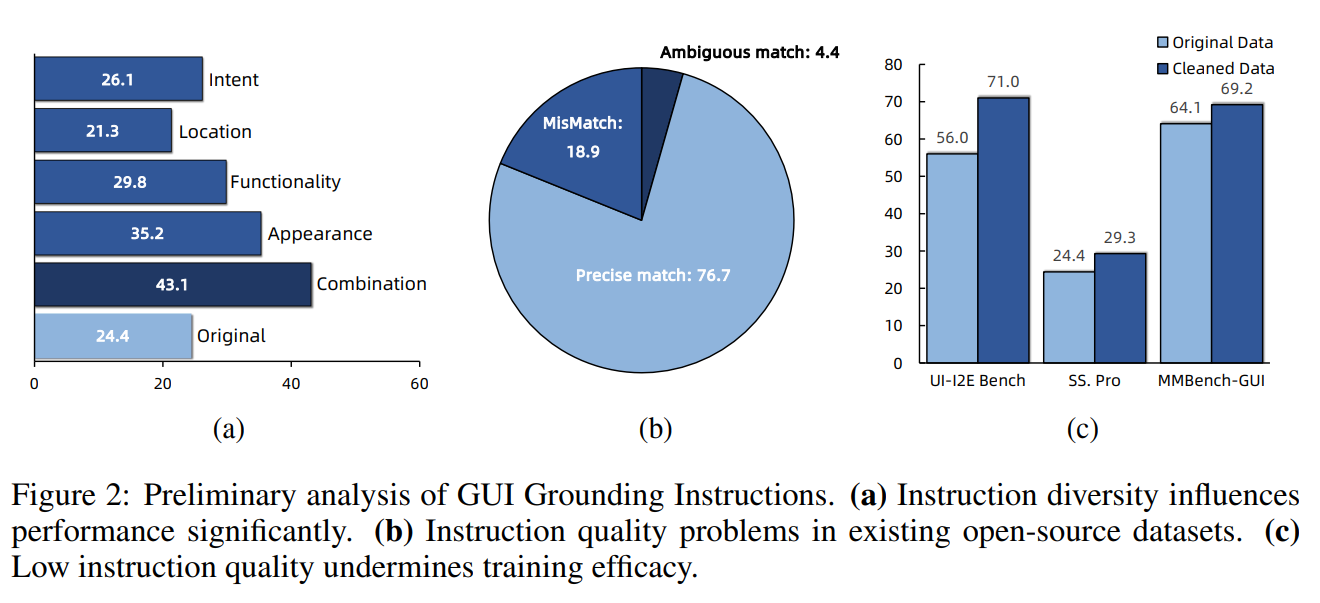 26.1 Intent
21.3 Location
29.8 Functionality
35.2 Appearance
43.1 Combination
24.4 Original
0 20 40 60
(a)
Ambiguous match: 4.4
MisMatch:
18.9
Precise match: 76.7
(b)
Original Data
Cleaned Data
80
70
60
50
40
30
20
10
0
56.0
71.0
24.4
29.3
64.1
69.2
UI-I2E Bench SS. Pro MMBench-GUI
(c)
Figure 2: Preliminary analysis of GUI Grounding Instructions. (a) Instruction diversity influences
performance significantly. (b) Instruction quality problems in existing open-source datasets. (c)
Low instruction quality undermines training efficacy.